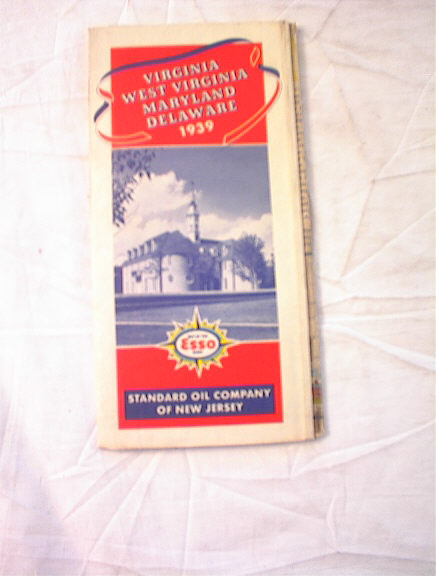 VIRGINIA
WEST VIRGINIA
MARYLAND
DELAWARE
1939
Esso
STANDARD OIL COMPANY
OF NEW JERSEY